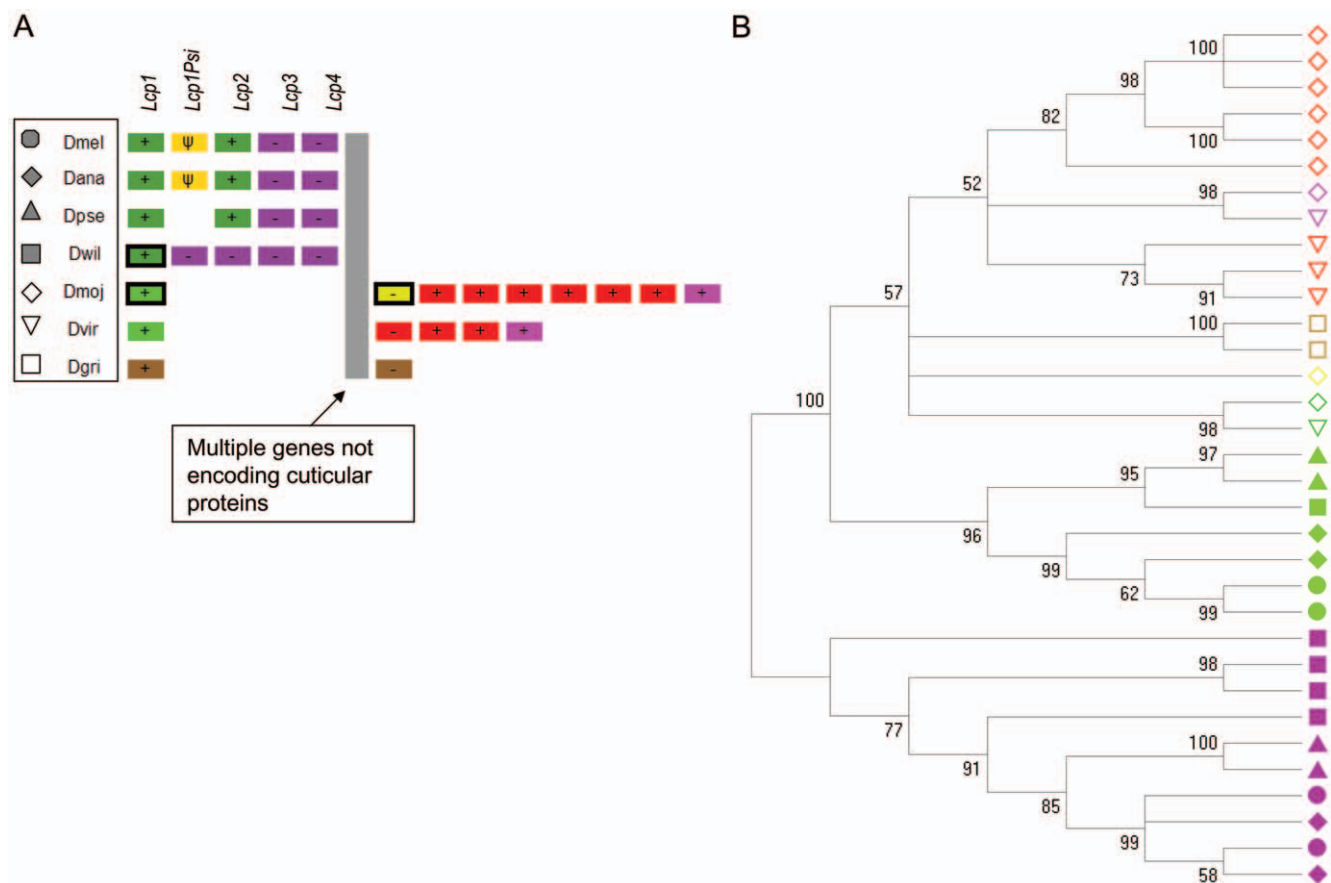 A
Lcp1 Lcp1Psi Lcp2 Lcp3 Lcp4
Dmel + ψ + - -
Dana + ψ + - -
Dpse + + - -
Dwil + - - - -
Dmoj + - + + + + + + +
Dvir + - + + +
Dgri + -
Multiple genes not
encoding cuticular
proteins
B
100
98
82
100
52
98
73
91
57
100
100
98
97
95
96
99
62
99
98
77
91
100
85
99
58